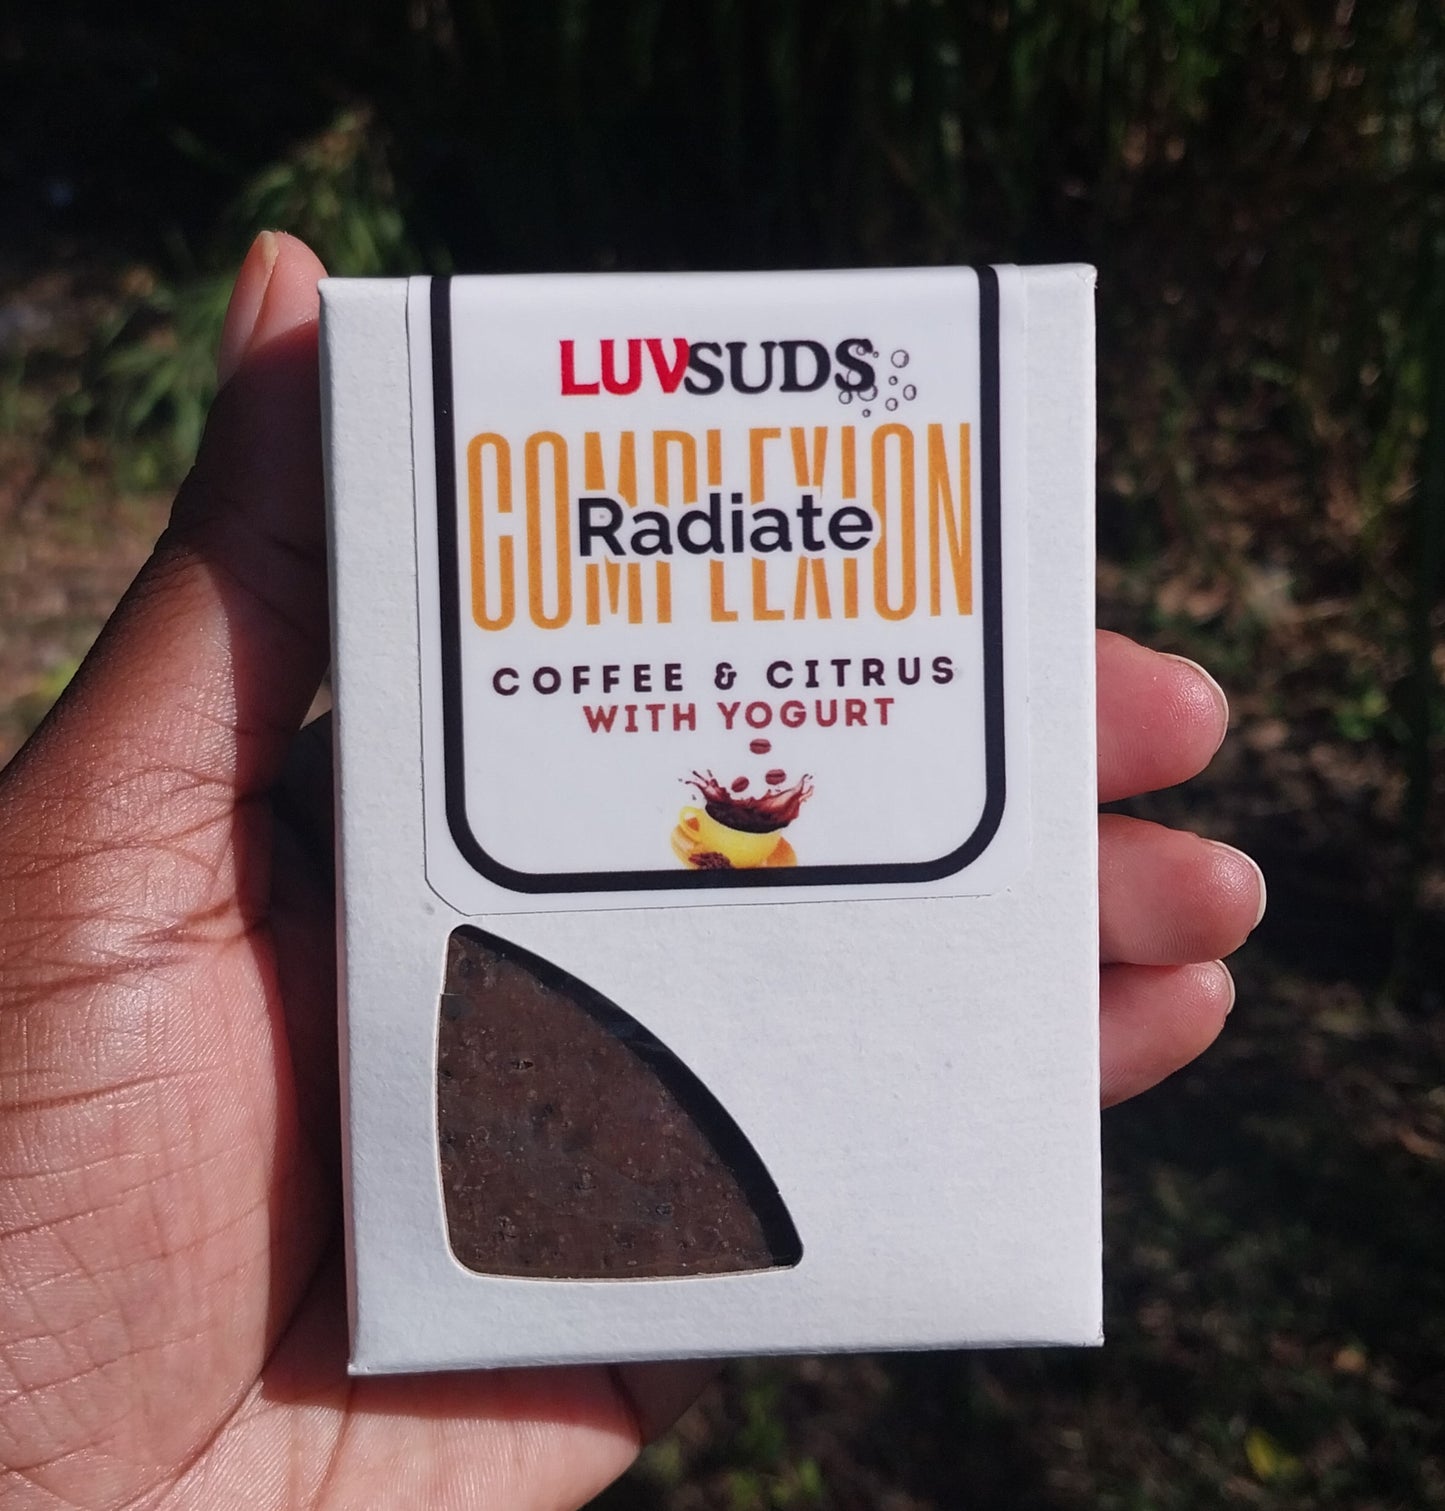 LUVSUDS
COMPLEXION
Radiate
COFFEE & CITRUS
WITH YOGURT